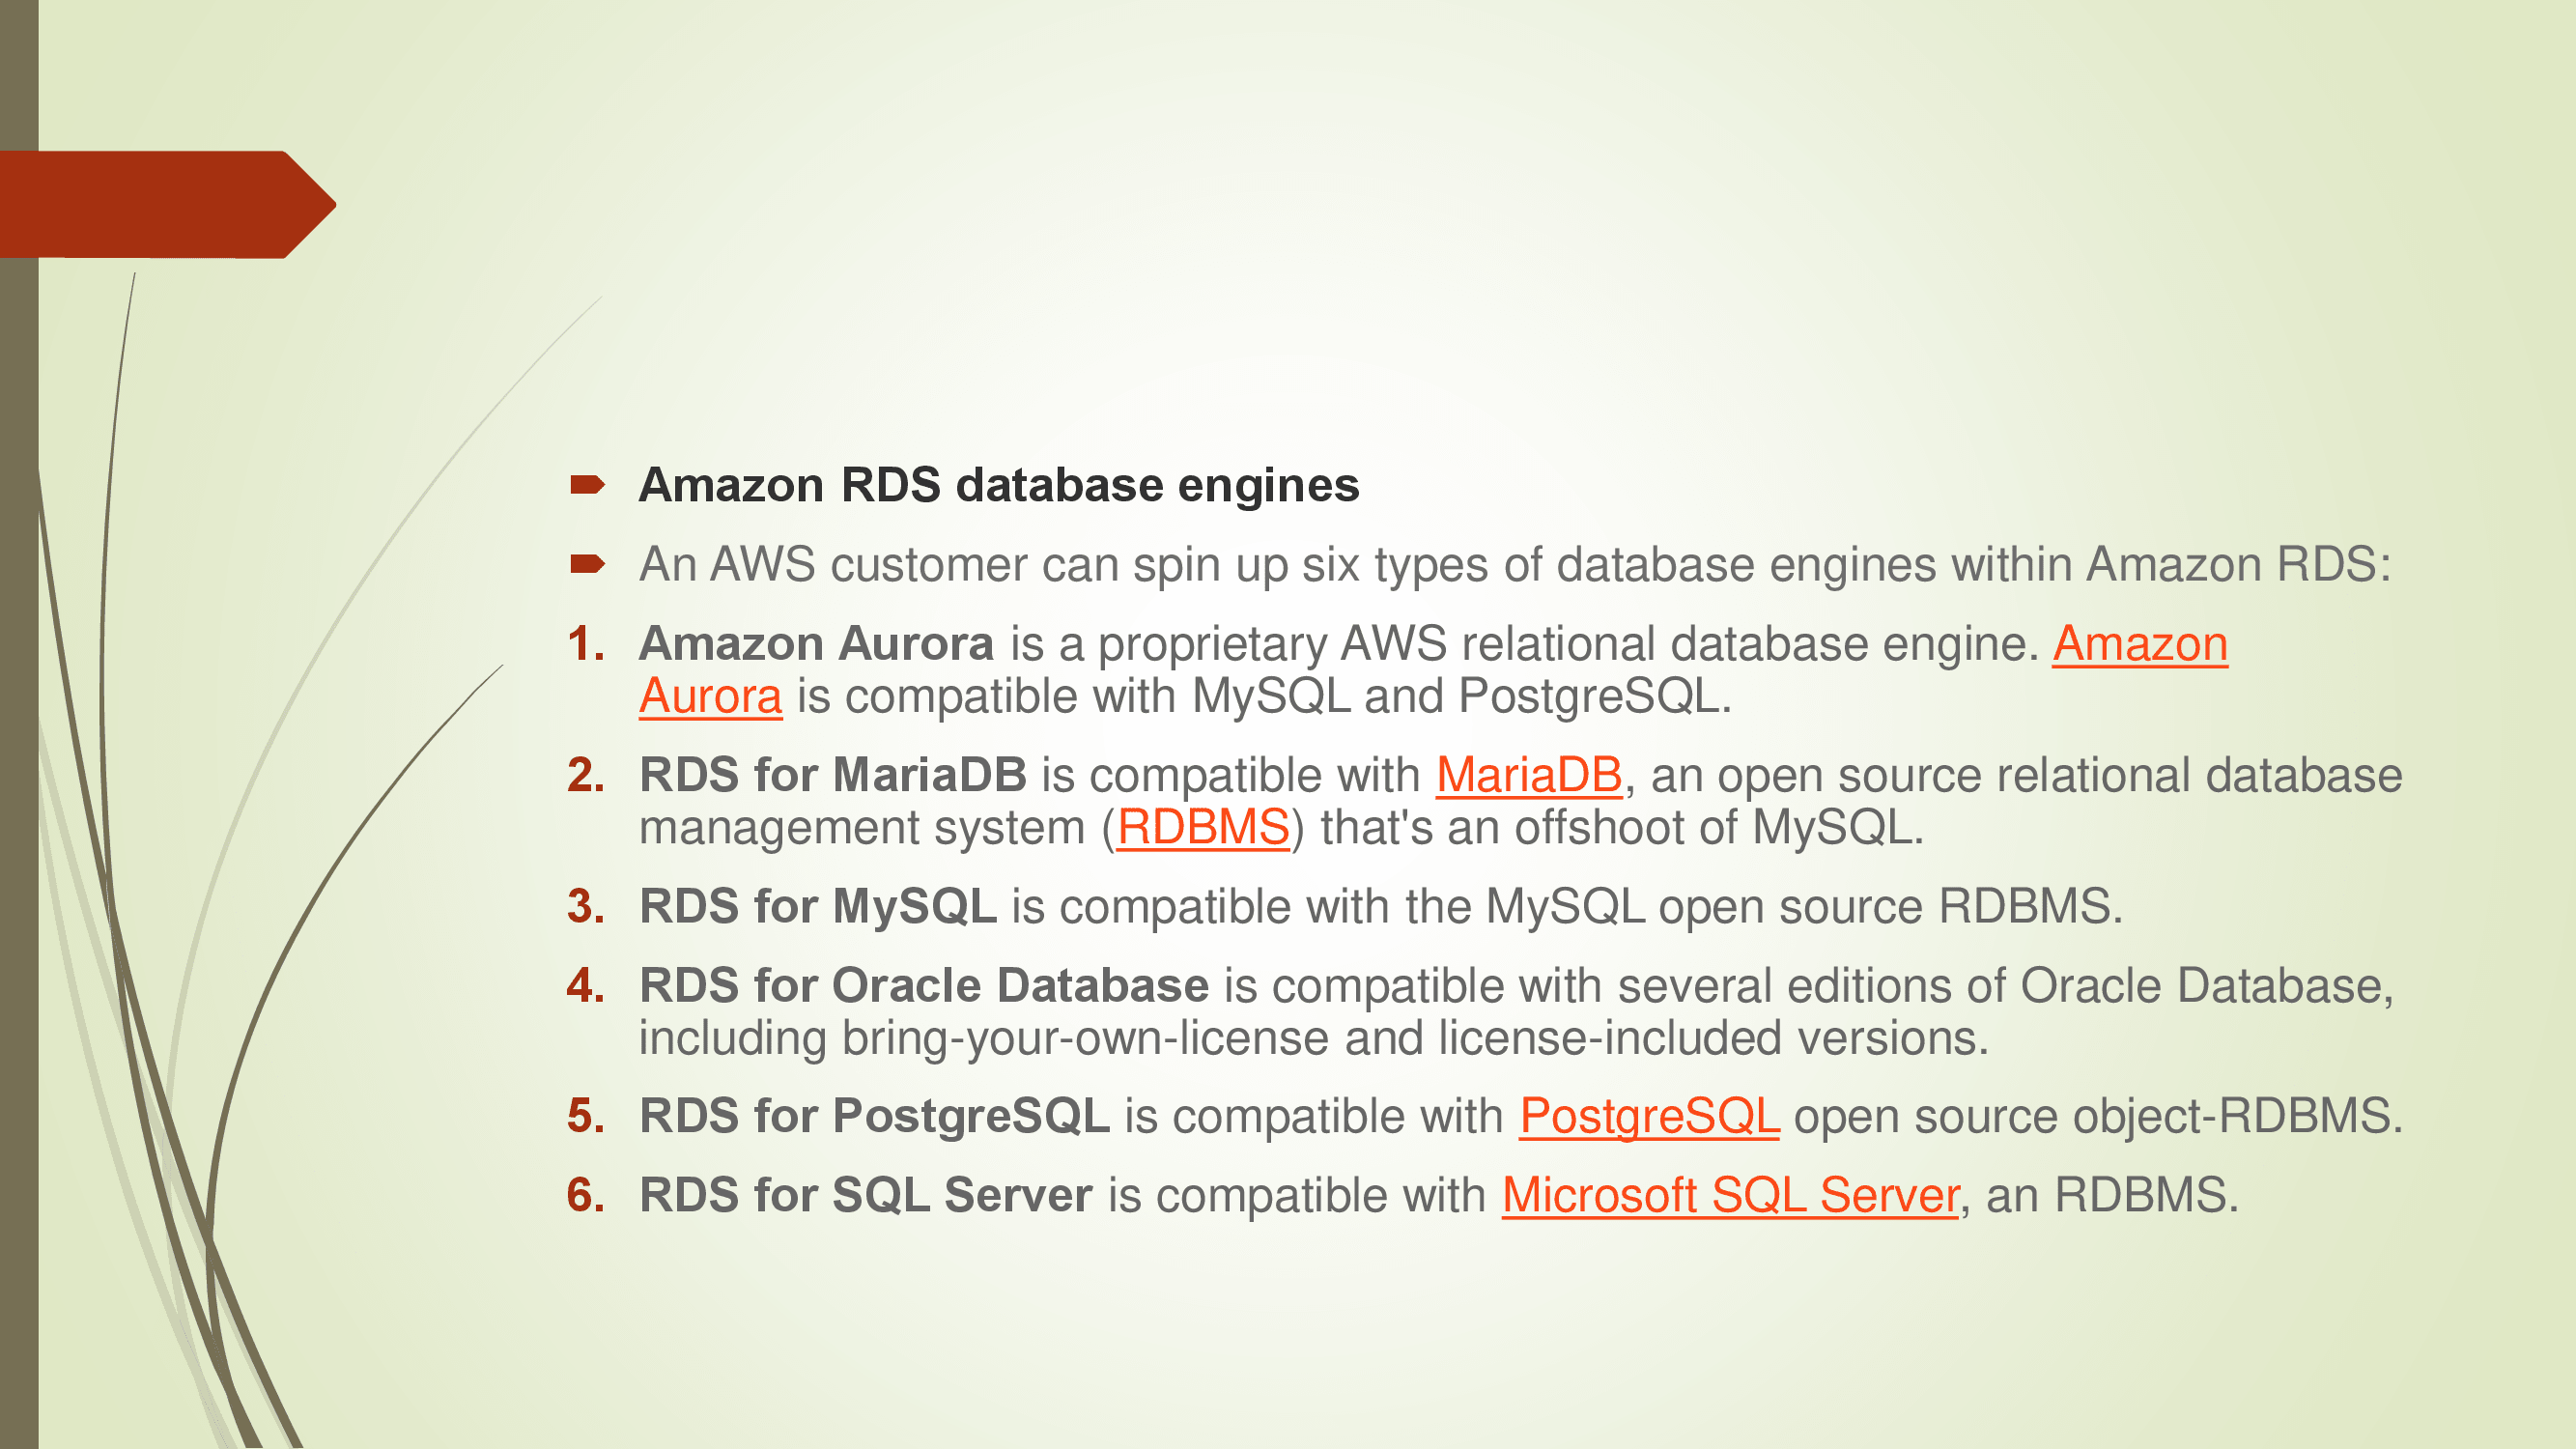 Amazon RDS database engines
An AWS customer can spin up six types of database engines within Amazon RDS:
1. Amazon Aurora is a proprietary AWS relational database engine. Amazon
Aurora is compatible with MySQL and PostgreSQL.
2. RDS for MariaDB is compatible with MariaDB, an open source relational database
management system (RDBMS) that's an offshoot of MySQL.
3. RDS for MySQL is compatible with the MySQL open source RDBMS.
4. RDS for Oracle Database is compatible with several editions of Oracle Database,
including bring-your-own-license and license-included versions.
5. RDS for PostgreSQL is compatible with PostgreSQL open source object-RDBMS.
6. RDS for SQL Server is compatible with Microsoft SQL Server, an RDBMS.